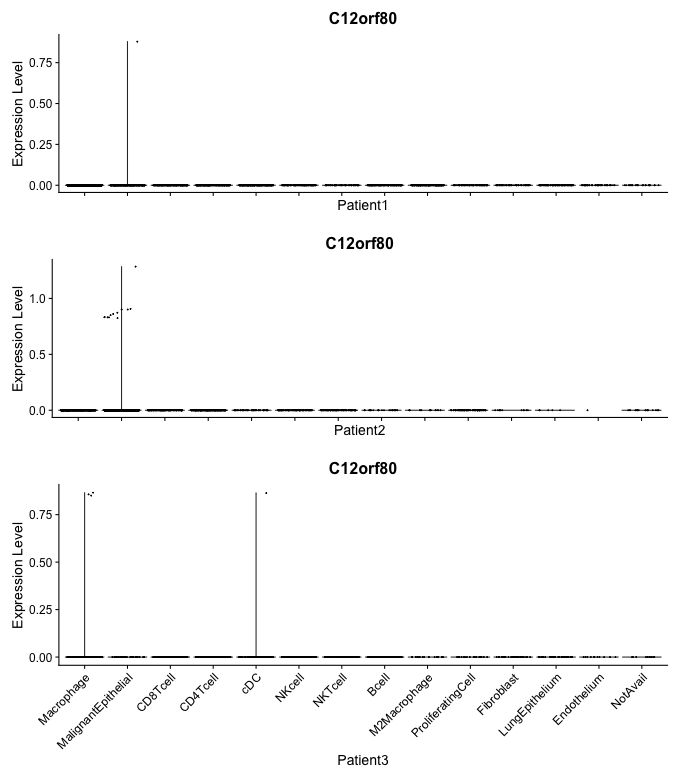 C12orf80
Expression Level
0.75
0.50
0.25
0.00
Patient1
C12orf80
Expression Level
1.0
0.5
0.0
Patient2
C12orf80
Expression Level
0.75
0.50
0.25
0.00
Macrophage
MalignantEpithelial
CD8Tcell
CD4Tcell
cDC
NKcell
NKTcell
Bcell
M2Macrophage
ProliferatingCell
Fibroblast
LungEpithelium
Endothelium
NotAvail
Patient3